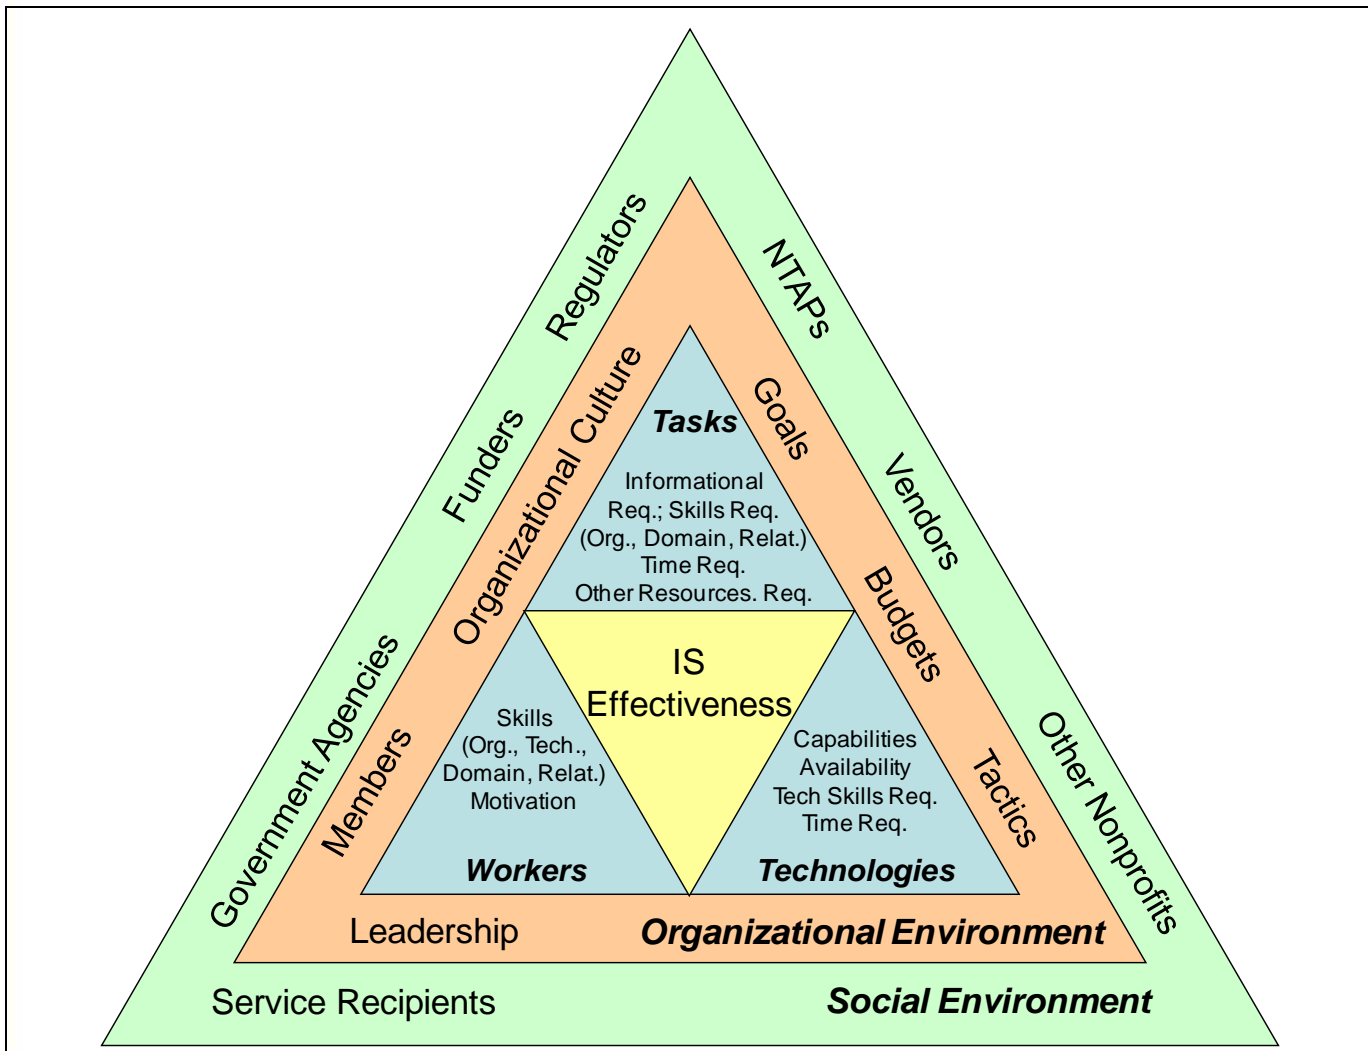 Regulators
NTAPs
Funders
Vendors
Government Agencies
Other Nonprofits
Organizational Culture
Goals
Members
Budgets
Tactics
Tasks
Informational
Req.; Skills Req.
(Org., Domain, Relat.)
Time Req.
Other Resources. Req.
IS
Effectiveness
Skills
(Org., Tech.,
Domain, Relat.)
Motivation
Workers
Capabilities
Availability
Tech Skills Req.
Time Req.
Technologies
Leadership
Organizational Environment
Service Recipients
Social Environment